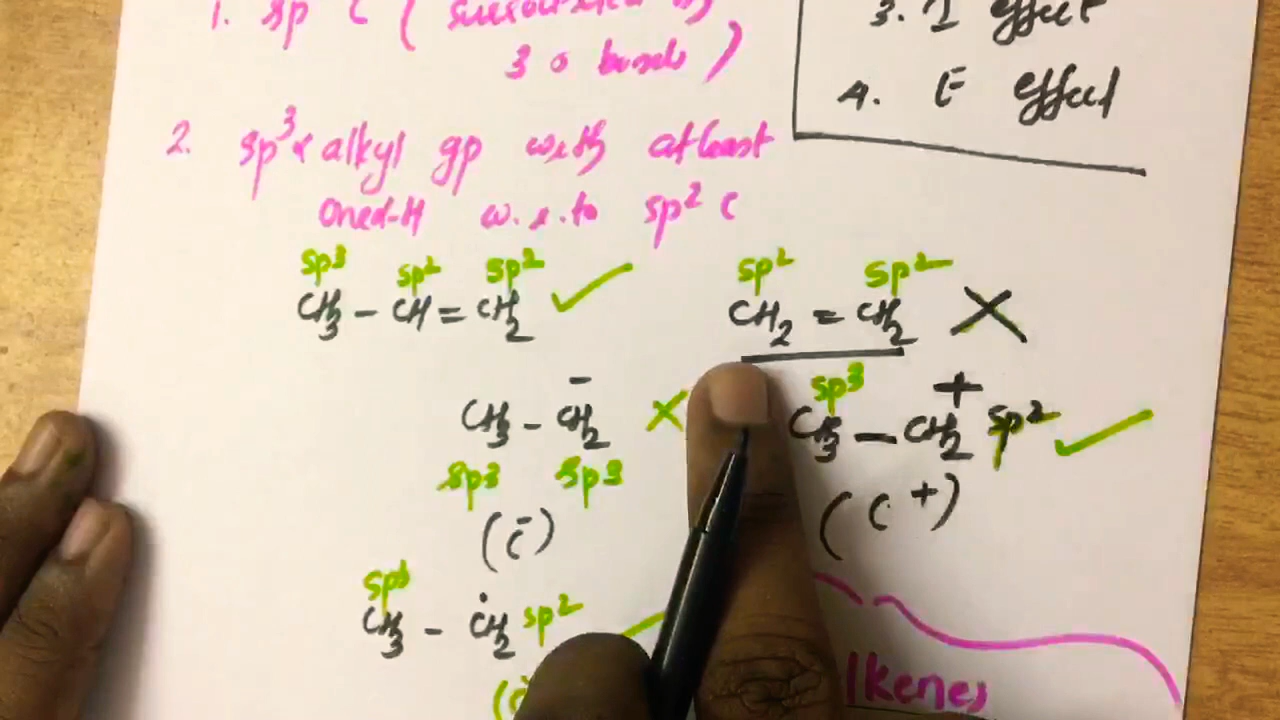 1. sp² C (
3 σ bonds)
3. I effect
4. E effect
2. sp³ alkyl gp with atleast
one α-H w.r.to sp² C
sp³ sp² sp²
CH₃ - CH = CH₂ ✓
sp² sp²
CH₂ = CH₂ X
CH₃ - C̄H₂ X
sp3 sp3
(C̄)
sp3
CH₃ - CH₂⁺ sp² ✓
(C⁺)
sp³
CH₃ - ĊH₂ sp²
lkenes